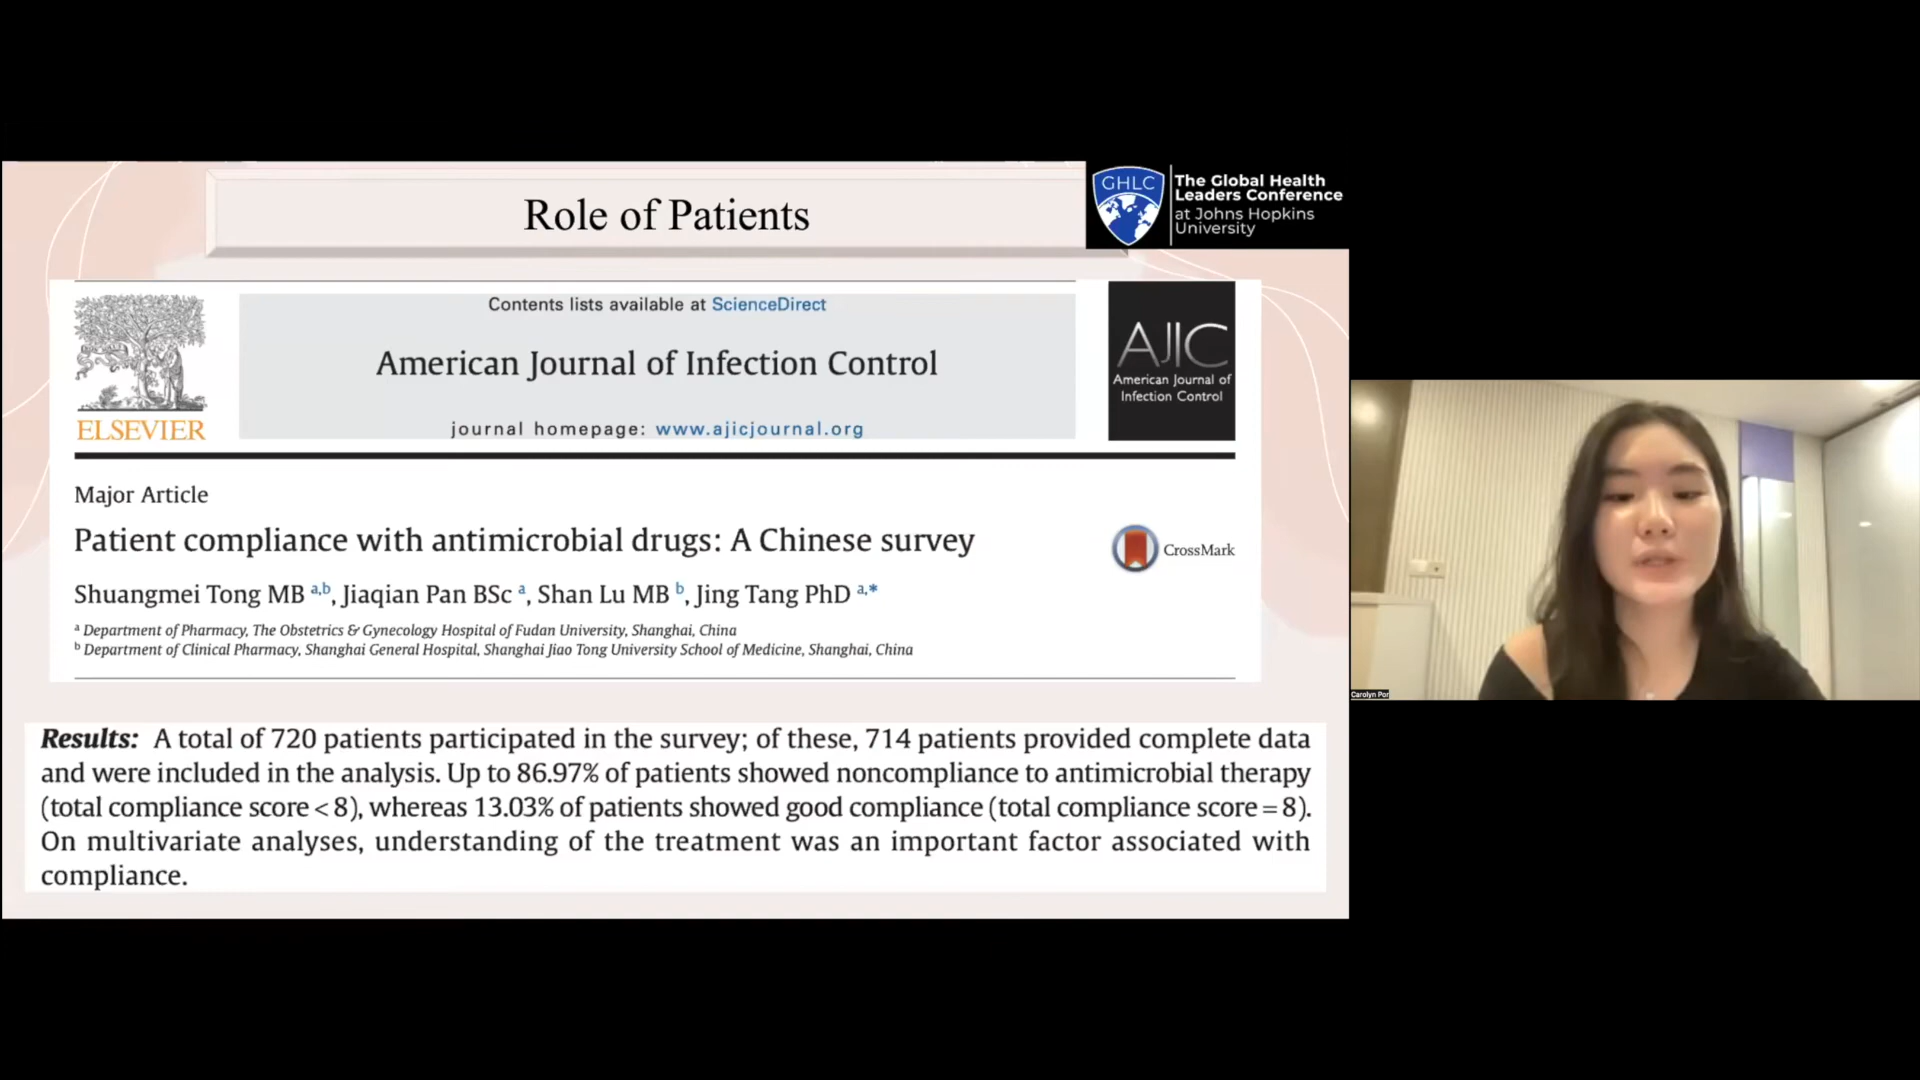 Role of Patients
GHLC
The Global Health
Leaders Conference
at Johns Hopkins
University
Contents lists available at ScienceDirect
American Journal of Infection Control
journal homepage: www.ajicjournal.org
ELSEVIER
AJIC
American Journal of
Infection Control
Major Article
Patient compliance with antimicrobial drugs: A Chinese survey
CrossMark
Shuangmei Tong MB a,b, Jiaqian Pan BSc a, Shan Lu MB b, Jing Tang PhD a,*
a Department of Pharmacy, The Obstetrics & Gynecology Hospital of Fudan University, Shanghai, China
b Department of Clinical Pharmacy, Shanghai General Hospital, Shanghai Jiao Tong University School of Medicine, Shanghai, China
Results: A total of 720 patients participated in the survey; of these, 714 patients provided complete data
and were included in the analysis. Up to 86.97% of patients showed noncompliance to antimicrobial therapy
(total compliance score < 8), whereas 13.03% of patients showed good compliance (total compliance score = 8).
On multivariate analyses, understanding of the treatment was an important factor associated with
compliance.
Carolyn Por